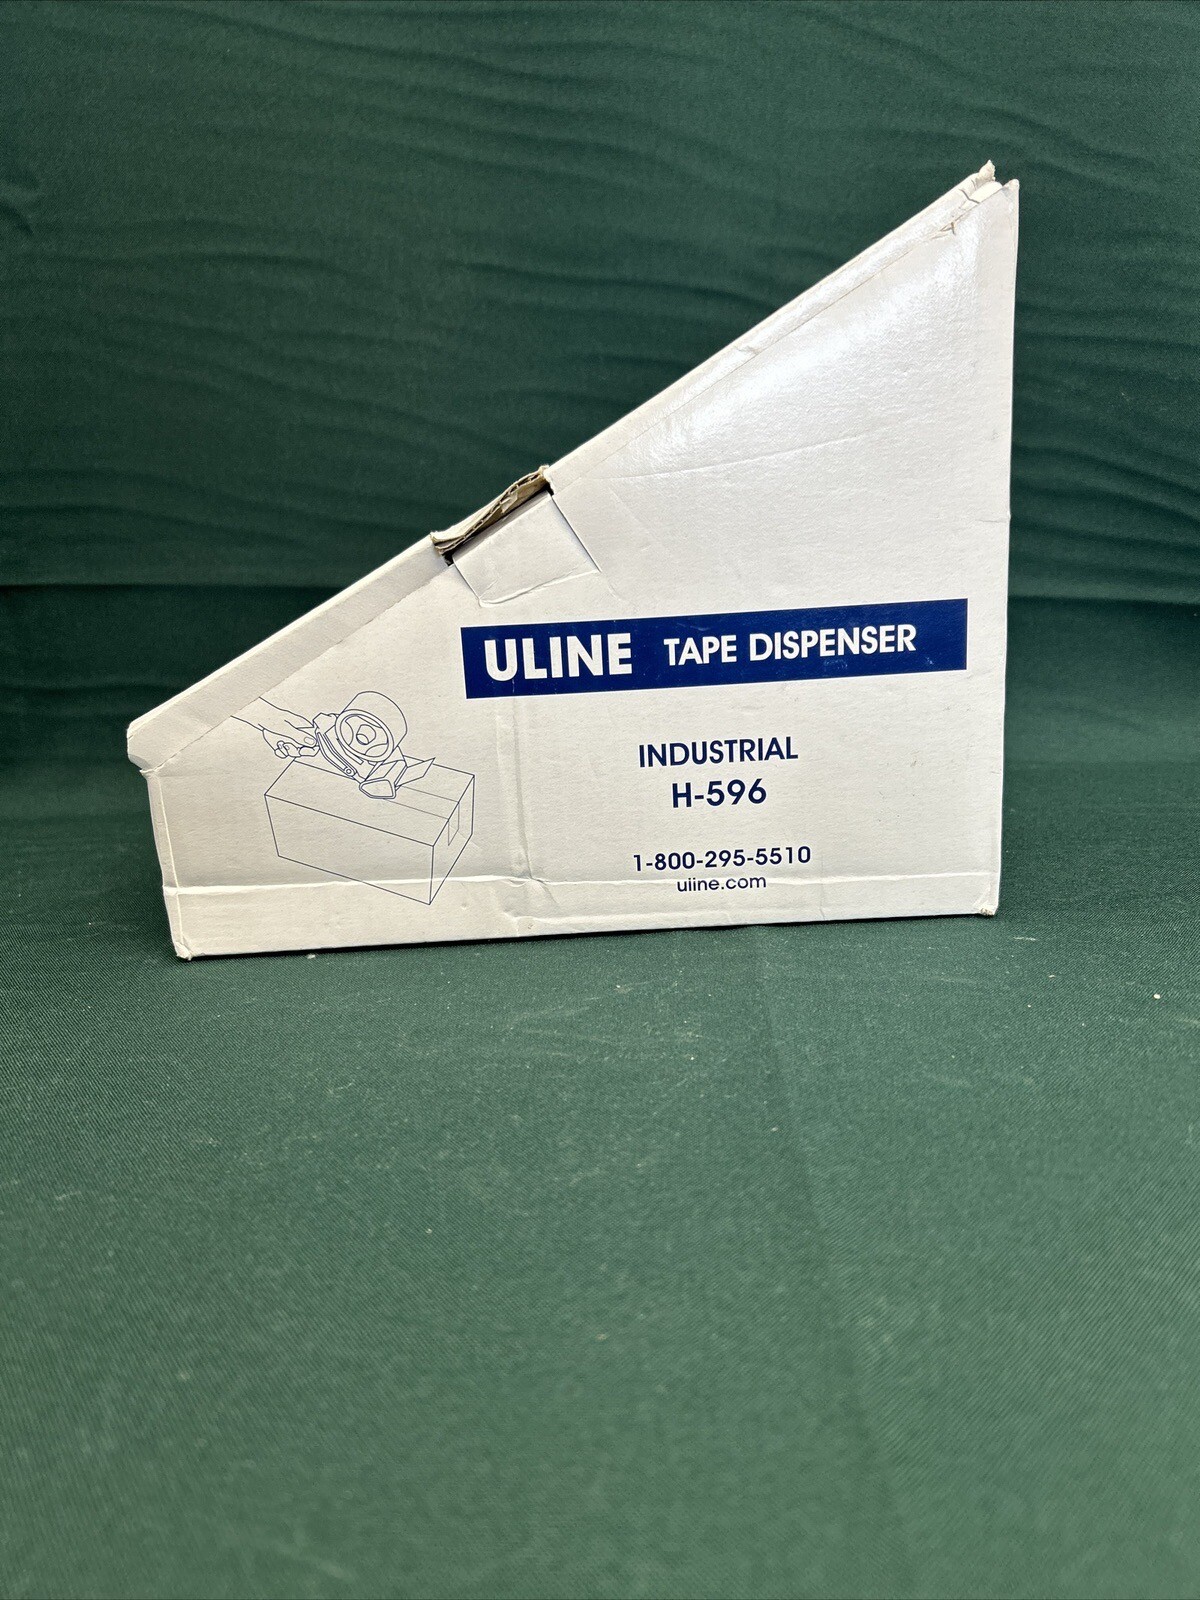 ULINE TAPE DISPENSER
INDUSTRIAL
H-596
1-800-295-5510
uline.com